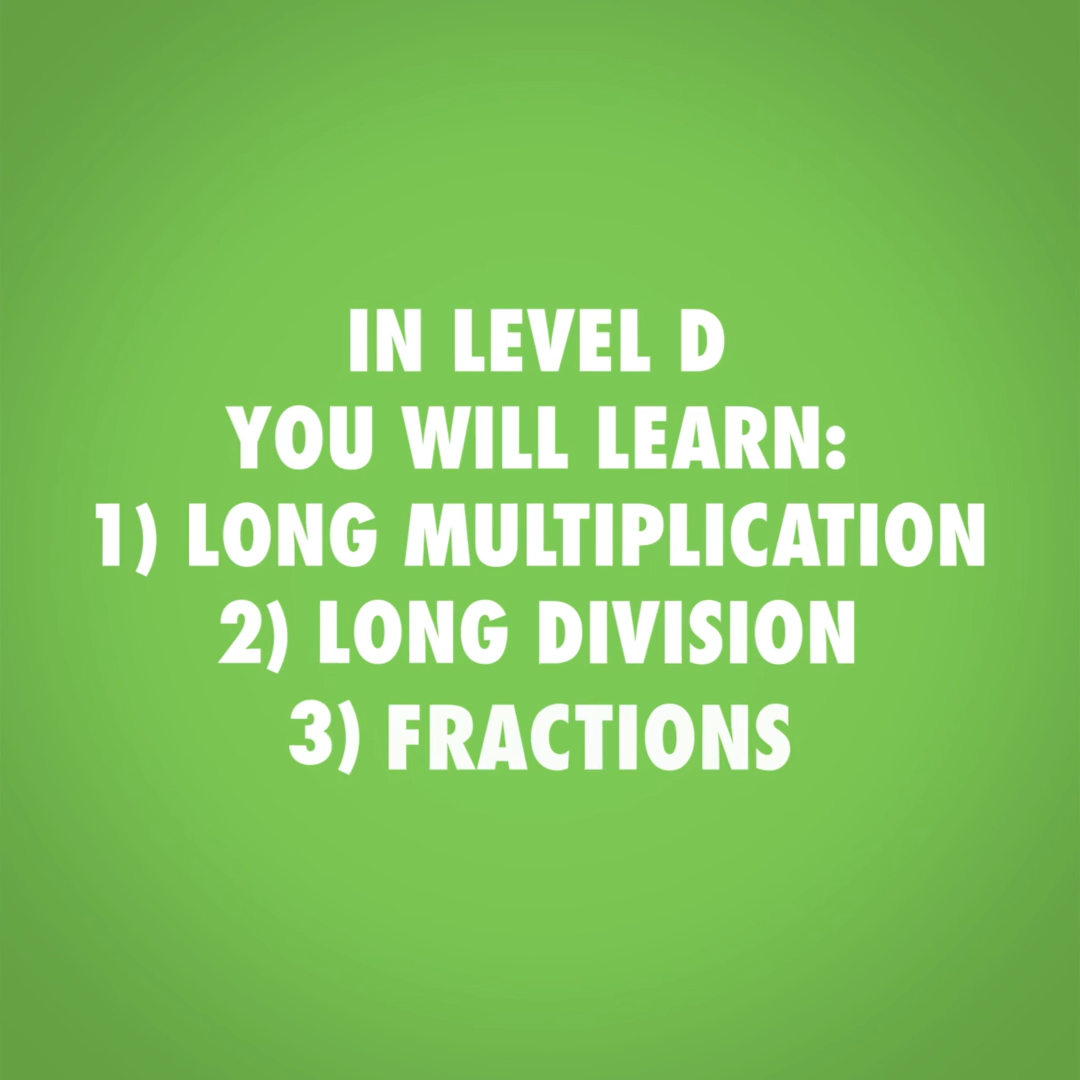 IN LEVEL D
YOU WILL LEARN:
1) LONG MULTIPLICATION
2) LONG DIVISION
3) FRACTIONS